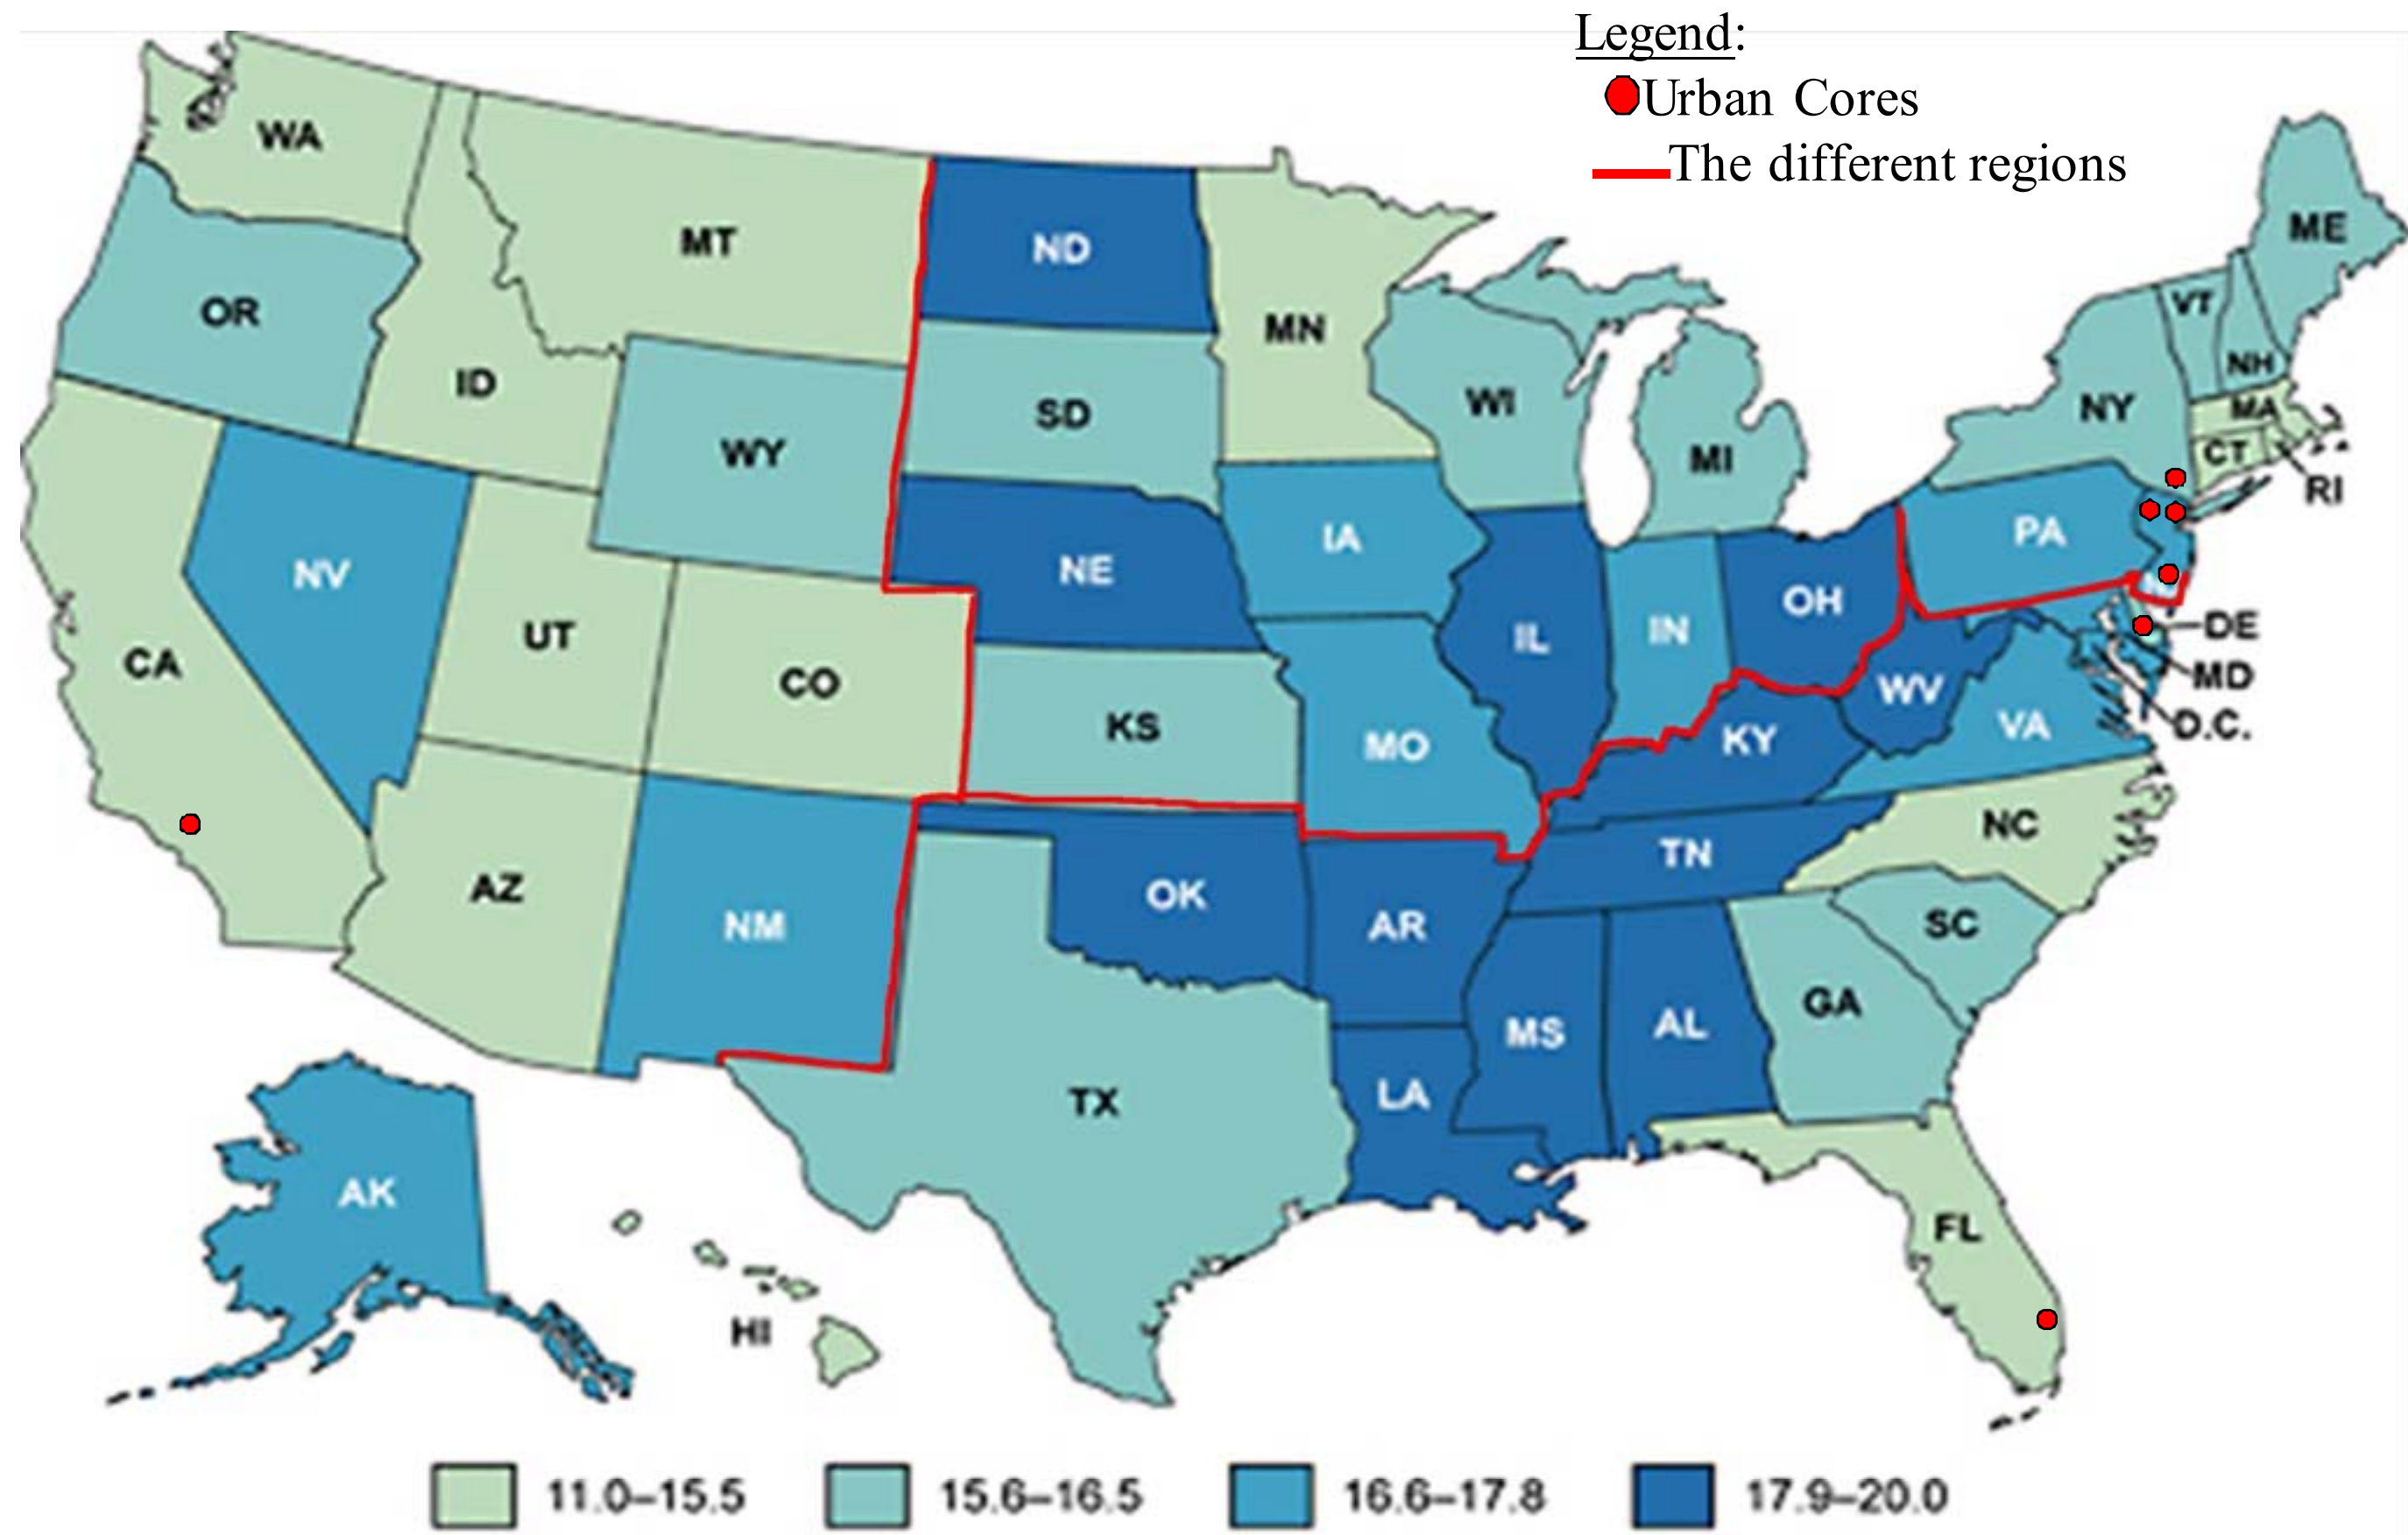 Legend:
Urban Cores
The different regions
WA
MT
ND
MN
ME
OR
ID
WY
SD
WI
MI
NY
VT
NH
MA
CT
RI
NV
UT
CO
NE
IA
IL
IN
OH
PA
CA
KS
MO
KY
WV
VA
DE
MD
D.C.
AZ
NM
OK
AR
TN
NC
SC
MS
AL
GA
LA
TX
FL
AK
HI
11.0–15.5
15.6–16.5
16.6–17.8
17.9–20.0